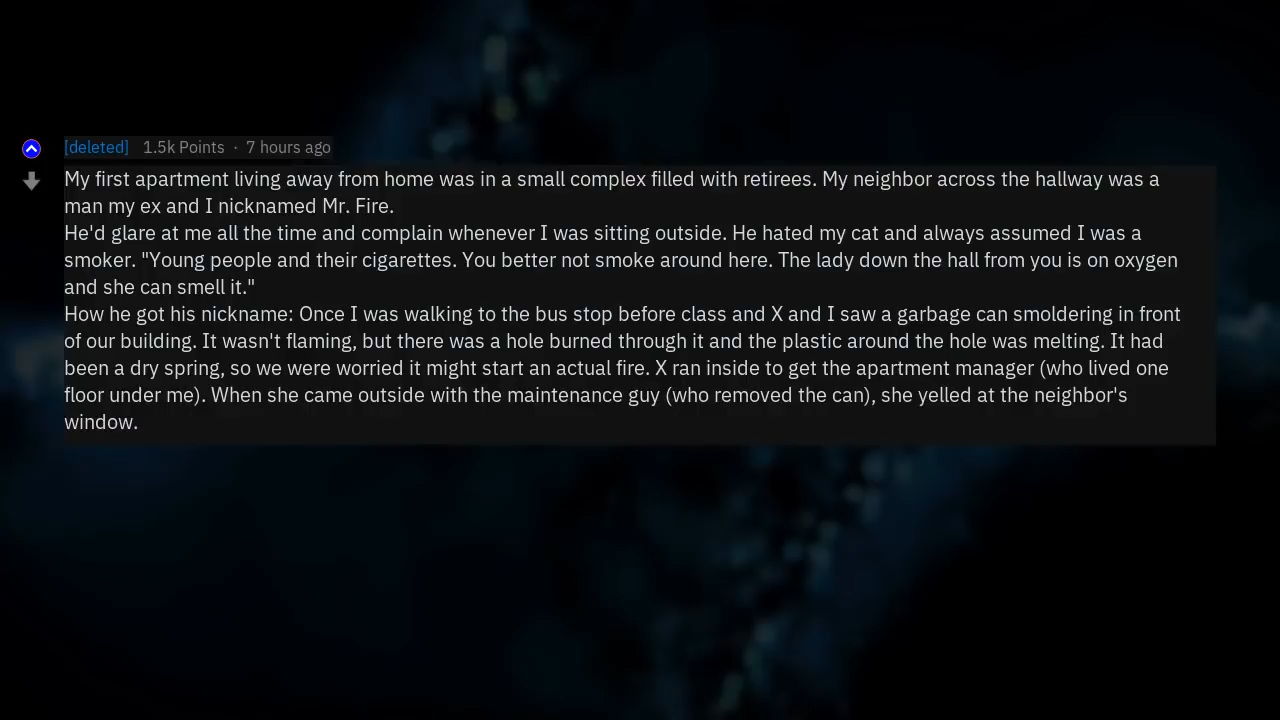 [deleted] 1.5k Points · 7 hours ago
My first apartment living away from home was in a small complex filled with retirees. My neighbor across the hallway was a
man my ex and I nicknamed Mr. Fire.
He'd glare at me all the time and complain whenever I was sitting outside. He hated my cat and always assumed I was a
smoker. "Young people and their cigarettes. You better not smoke around here. The lady down the hall from you is on oxygen
and she can smell it."
How he got his nickname: Once I was walking to the bus stop before class and X and I saw a garbage can smoldering in front
of our building. It wasn't flaming, but there was a hole burned through it and the plastic around the hole was melting. It had
been a dry spring, so we were worried it might start an actual fire. X ran inside to get the apartment manager (who lived one
floor under me). When she came outside with the maintenance guy (who removed the can), she yelled at the neighbor's
window.